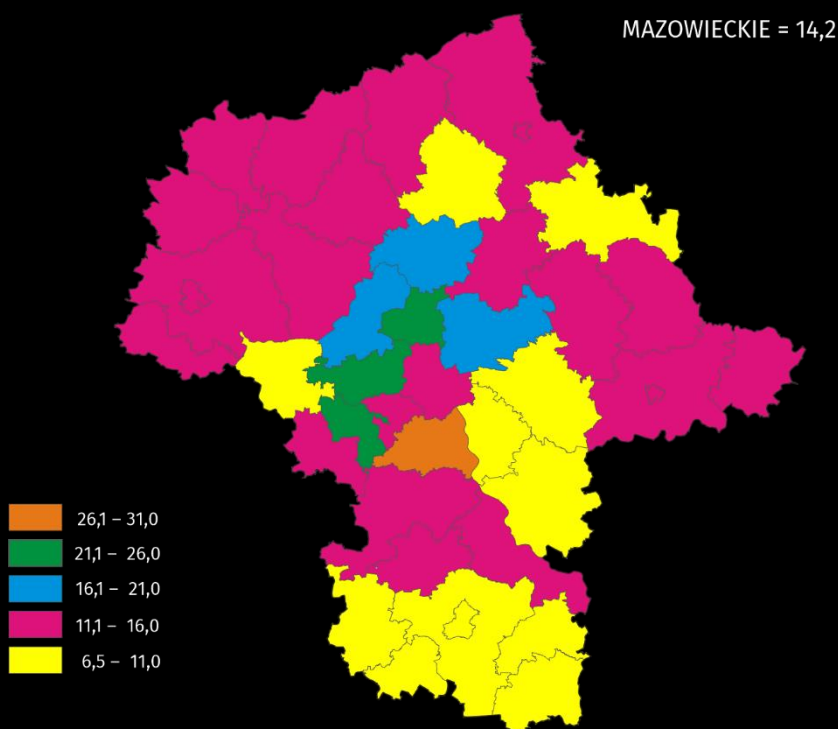 MAZOWIECKIE = 14,2
26,1 – 31,0
21,1 – 26,0
16,1 – 21,0
11,1 – 16,0
6,5 – 11,0